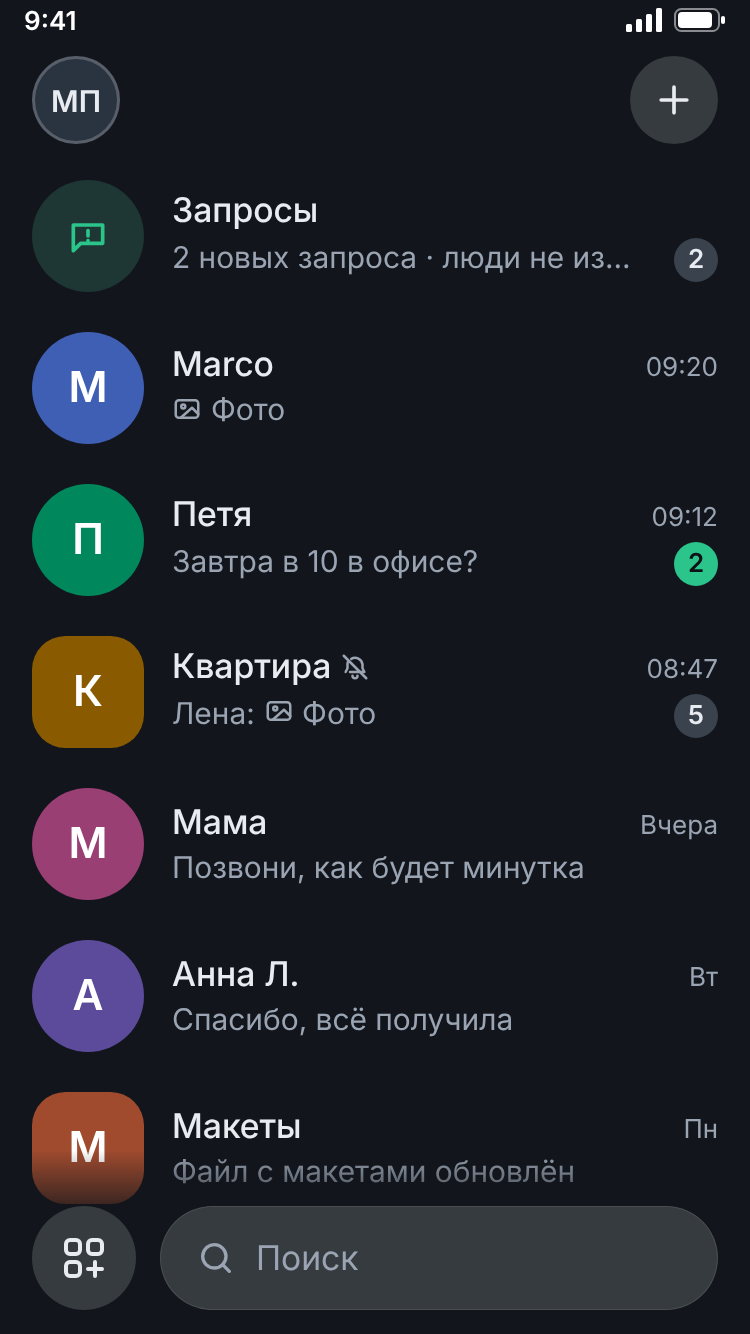 9:41
МП
Запросы
2 новых запроса · люди не из…
2
M
Marco
09:20
Фото
П
Петя
09:12
Завтра в 10 в офисе?
2
К
Квартира
08:47
Лена: Фото
5
М
Мама
Вчера
Позвони, как будет минутка
А
Анна Л.
Вт
Спасибо, всё получила
М
Макеты
Пн
Файл с макетами обновлён
Поиск